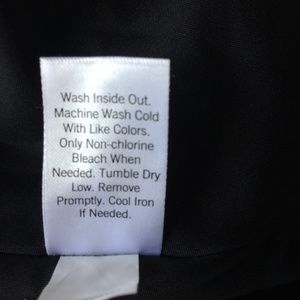 Wash Inside Out.
Machine Wash Cold
With Like Colors.
Only Non-chlorine
Bleach When
Needed. Tumble Dry
Low. Remove
Promptly. Cool Iron
If Needed.